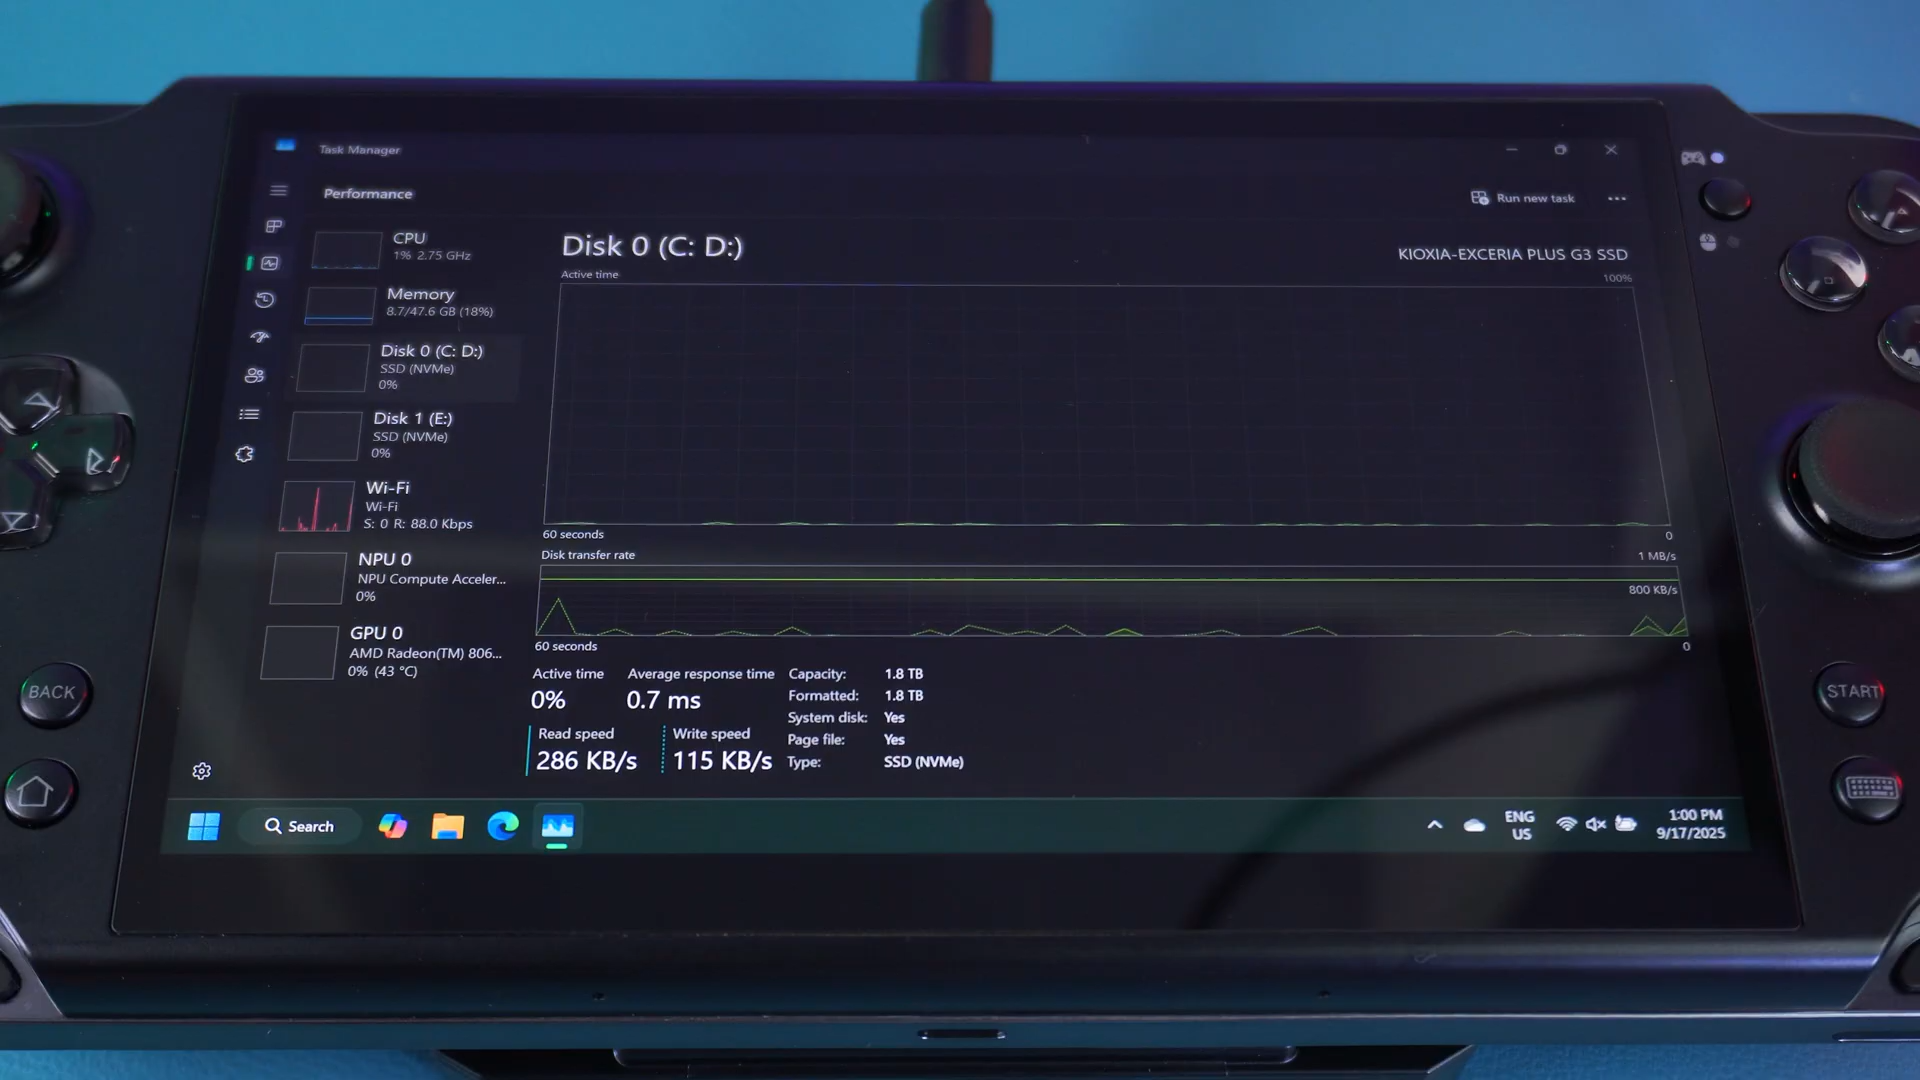 Task Manager
Performance
Run new task
CPU
1% 2.75 GHz
Memory
8.7/47.6 GB (18%)
Disk 0 (C: D:)
SSD (NVMe)
0%
Disk 1 (E:)
SSD (NVMe)
0%
Wi-Fi
Wi-Fi
S: 0 R: 88.0 Kbps
NPU 0
NPU Compute Acceler...
0%
GPU 0
AMD Radeon(TM) 806...
0% (43 °C)
Disk 0 (C: D:)
KIOXIA-EXCERIA PLUS G3 SSD
Active time
100%
60 seconds
0
Disk transfer rate
1 MB/s
800 KB/s
60 seconds
0
Active time
0%
Average response time
0.7 ms
Read speed
286 KB/s
Write speed
115 KB/s
Capacity: 1.8 TB
Formatted: 1.8 TB
System disk: Yes
Page file: Yes
Type: SSD (NVMe)
Search
ENG
US
1:00 PM
9/17/2025
BACK
START